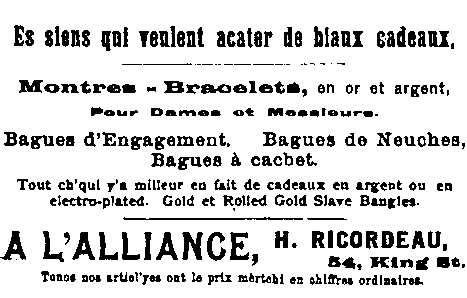 Es siens qui veulent acater de biaux cadeaux.
Montres - Bracelets, en or et argent,
Pour Dames et Messieurs.
Bagues d'Engagement. Bagues de Neuches,
Bagues à cachet.
Tout ch'qui y'a milleur en fait de cadeaux en argent ou en
electro-plated. Gold et Rolled Gold Slave Bangles.
A L'ALLIANCE, H. RICORDEAU,
54, King St.
Touos nos articl'yes ont le prix mèrtchi en chiffres ordinaires.